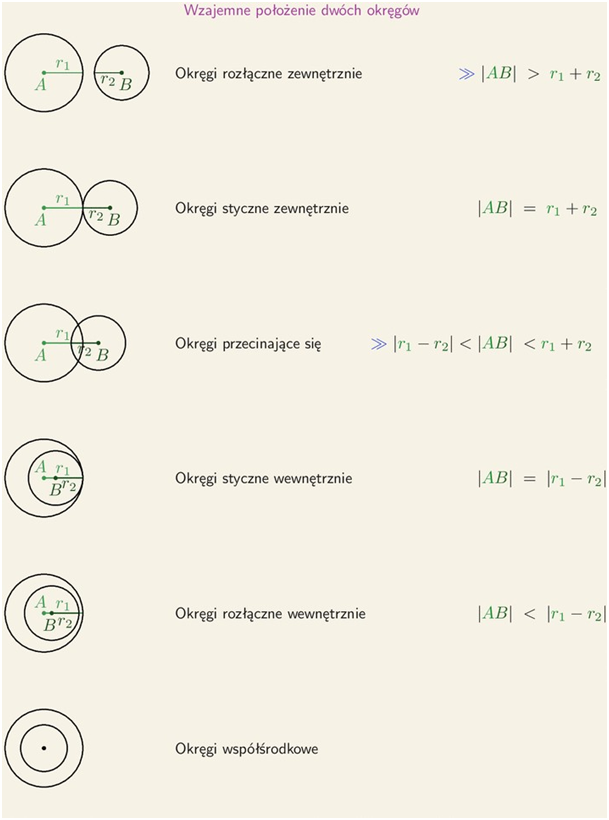 Wzajemne położenie dwóch okręgów
r₁ A r₂ B Okręgi rozłączne zewnętrznie ≫ |AB| > r₁ + r₂
r₁ A r₂ B Okręgi styczne zewnętrznie |AB| = r₁ + r₂
r₁ A r₂ B Okręgi przecinające się ≫ |r₁ − r₂| < |AB| < r₁ + r₂
A r₁ B r₂ Okręgi styczne wewnętrznie |AB| = |r₁ − r₂|
A r₁ B r₂ Okręgi rozłączne wewnętrznie |AB| < |r₁ − r₂|
Okręgi współśrodkowe